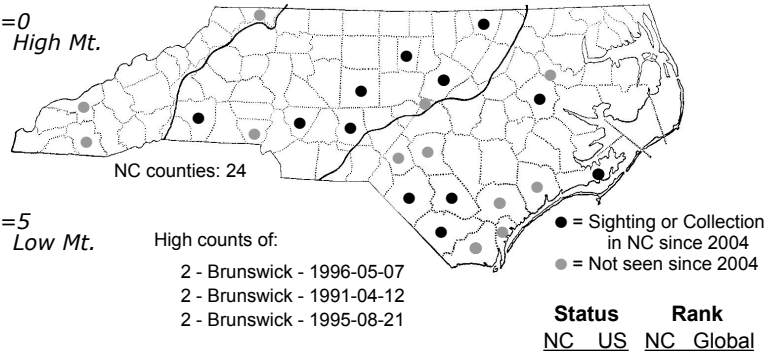 =0
High Mt.
NC counties: 24
=5
Low Mt.
High counts of:
2 - Brunswick - 1996-05-07
2 - Brunswick - 1991-04-12
2 - Brunswick - 1995-08-21
= Sighting or Collection
in NC since 2004
= Not seen since 2004
Status Rank
NC US NC Global